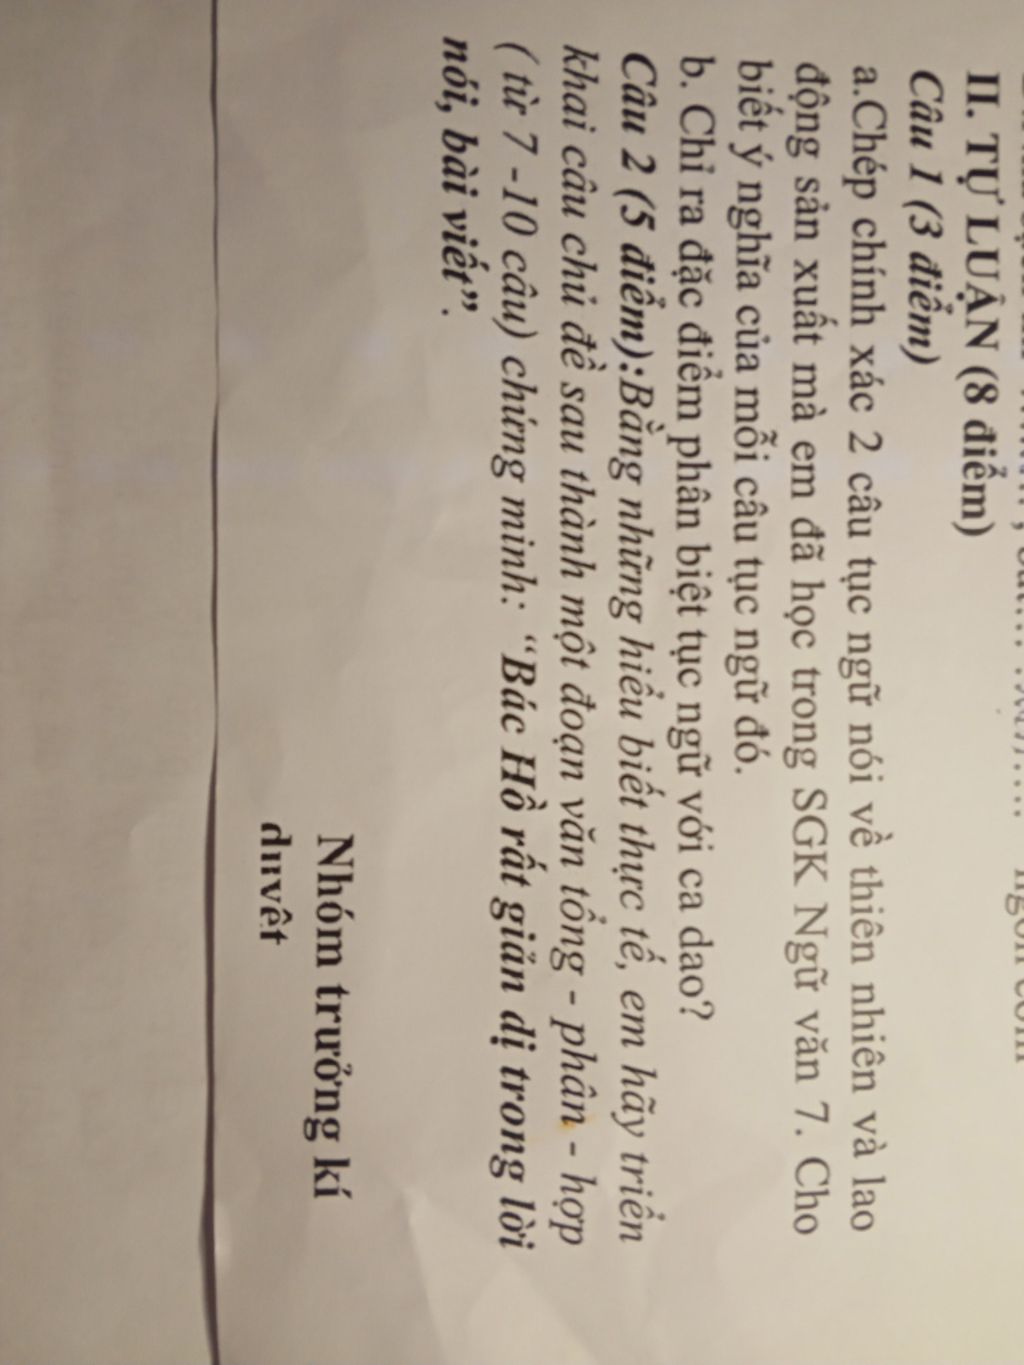 II. TỰ LUẬN (8 điểm)
Câu 1 (3 điểm)
a.Chép chính xác 2 câu tục ngữ nói về thiên nhiên và lao
động sản xuất mà em đã học trong SGK Ngữ văn 7. Cho
biết ý nghĩa của mỗi câu tục ngữ đó.
b. Chỉ ra đặc điểm phân biệt tục ngữ với ca dao?
Câu 2 (5 điểm):Bằng những hiểu biết thực tế, em hãy triển
khai câu chủ đề sau thành một đoạn văn tổng - phân - hợp
( từ 7 -10 câu) chứng minh: “Bác Hồ rất giản dị trong lời
nói, bài viết”.
Nhóm trưởng kí
duyệt